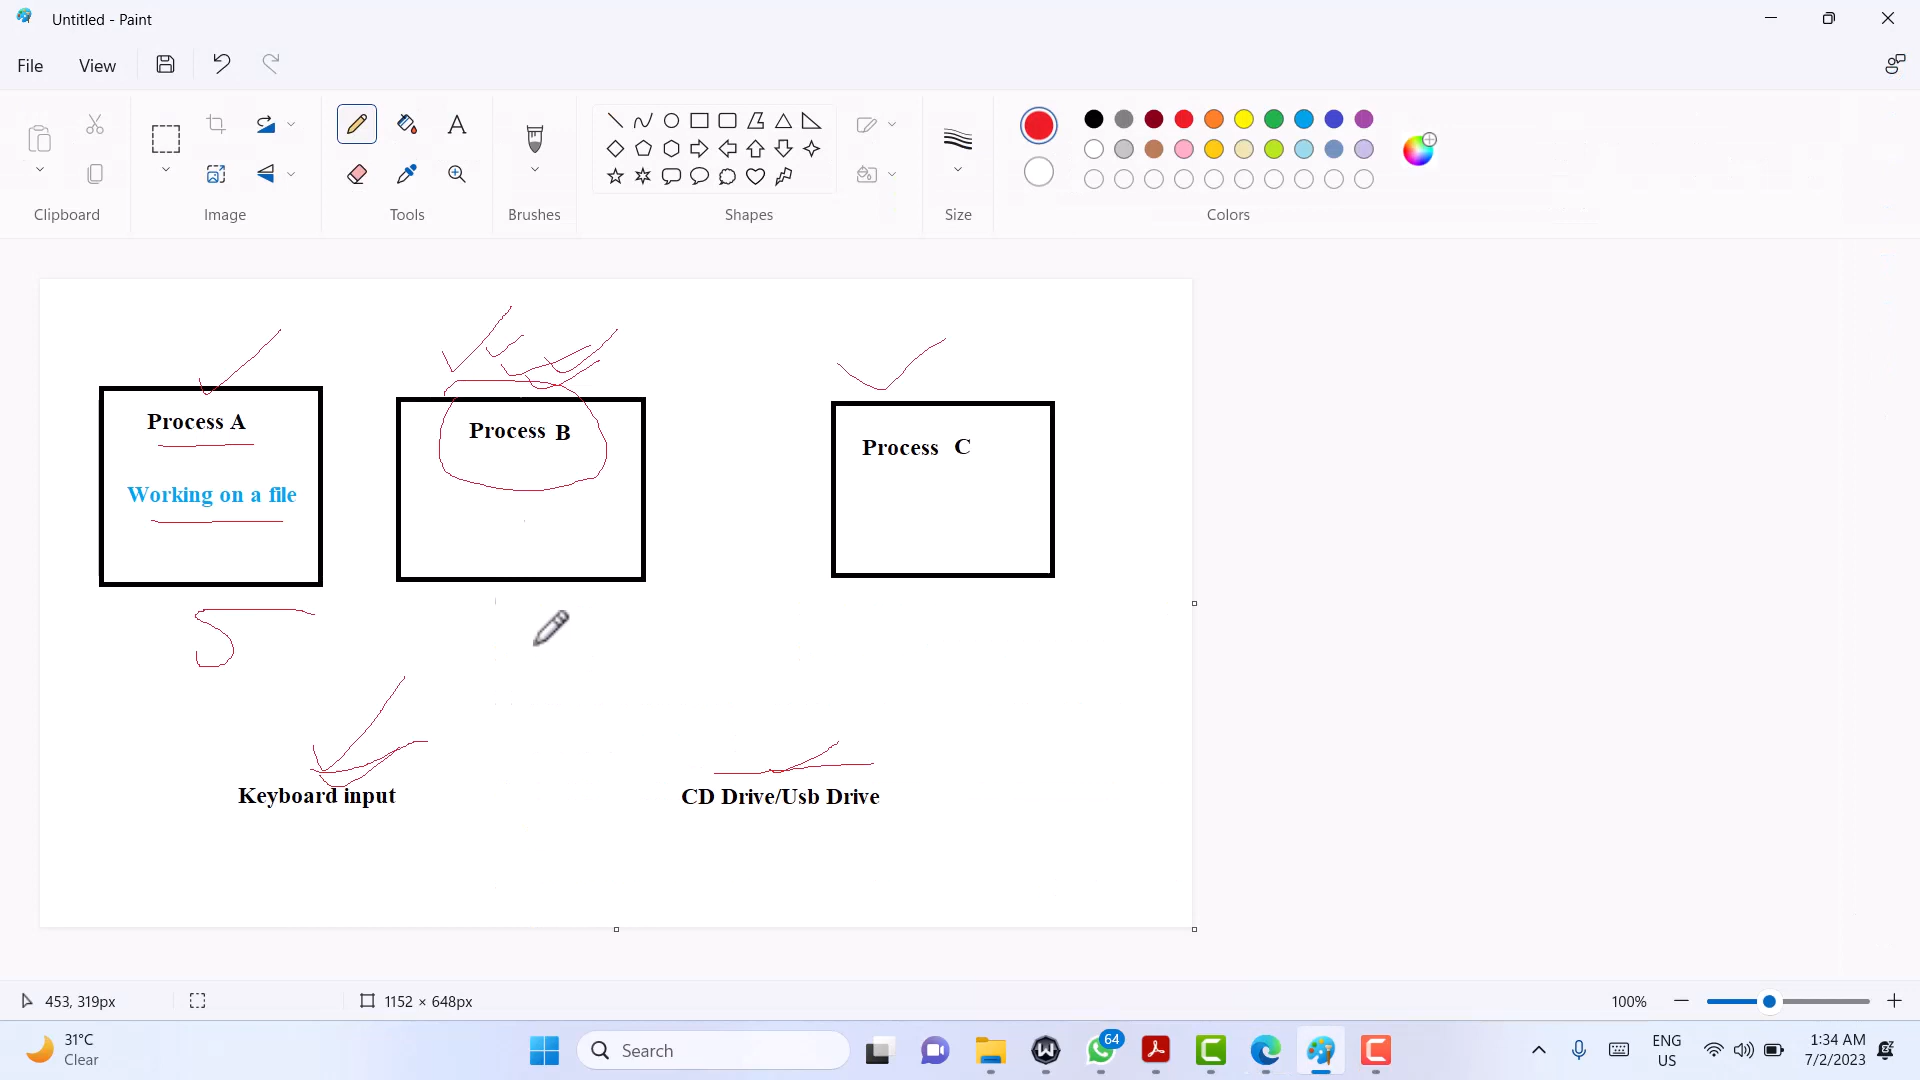 Untitled - Paint
File View
Clipboard
Image
Tools
Brushes
Shapes
Size
Colors
Process A
Process B
Process C
Working on a file
5
Keyboard input
CD Drive/Usb Drive
453, 319px
1152 × 648px
100%
31°C
Clear
Search
64
ENG
US
1:34 AM
7/2/2023